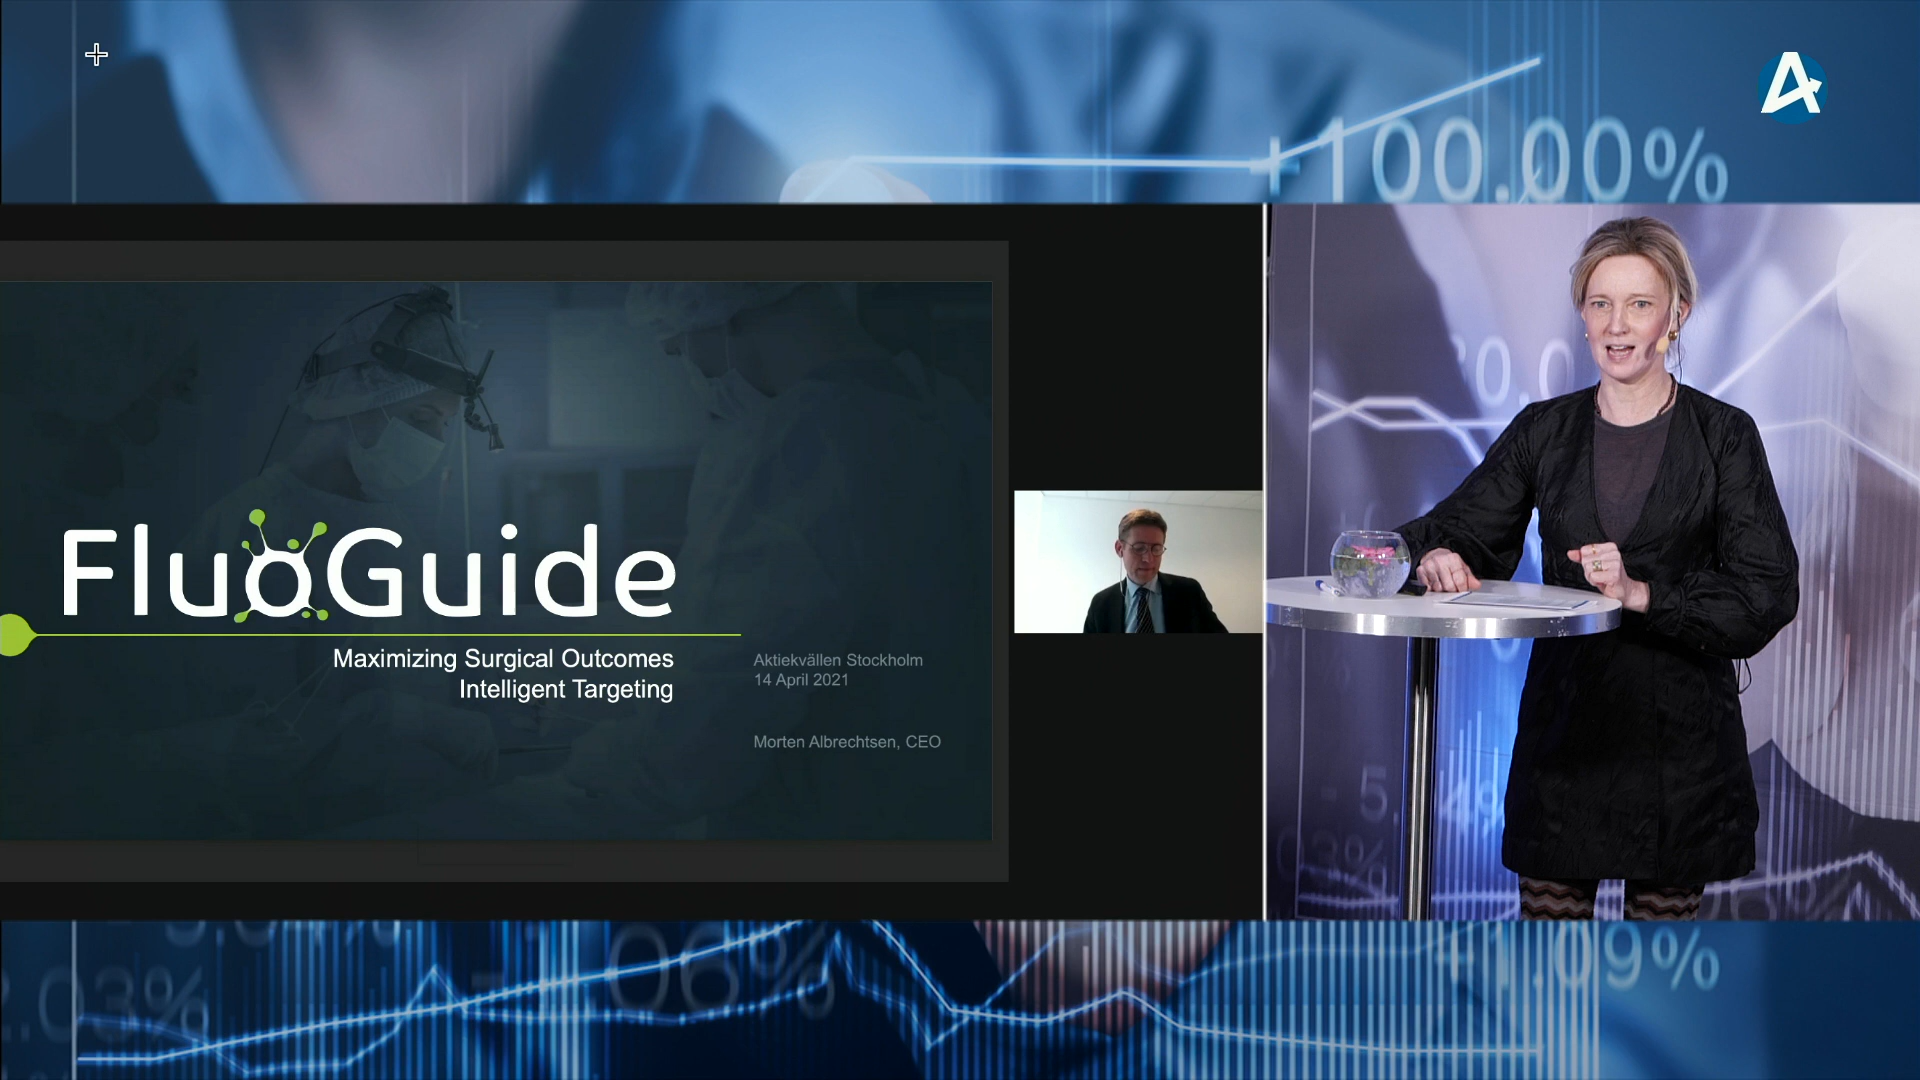 +100.00%
FluoGuide
Maximizing Surgical Outcomes
Intelligent Targeting
Aktiekvällen Stockholm
14 April 2021
Morten Albrechtsen, CEO
+1.09%